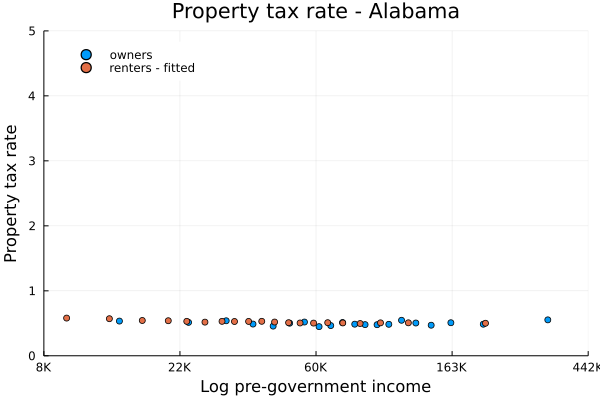 Property tax rate - Alabama
5
owners
renters - fitted
4
3
2
1
0
Property tax rate
8K 22K 60K 163K 442K
Log pre-government income